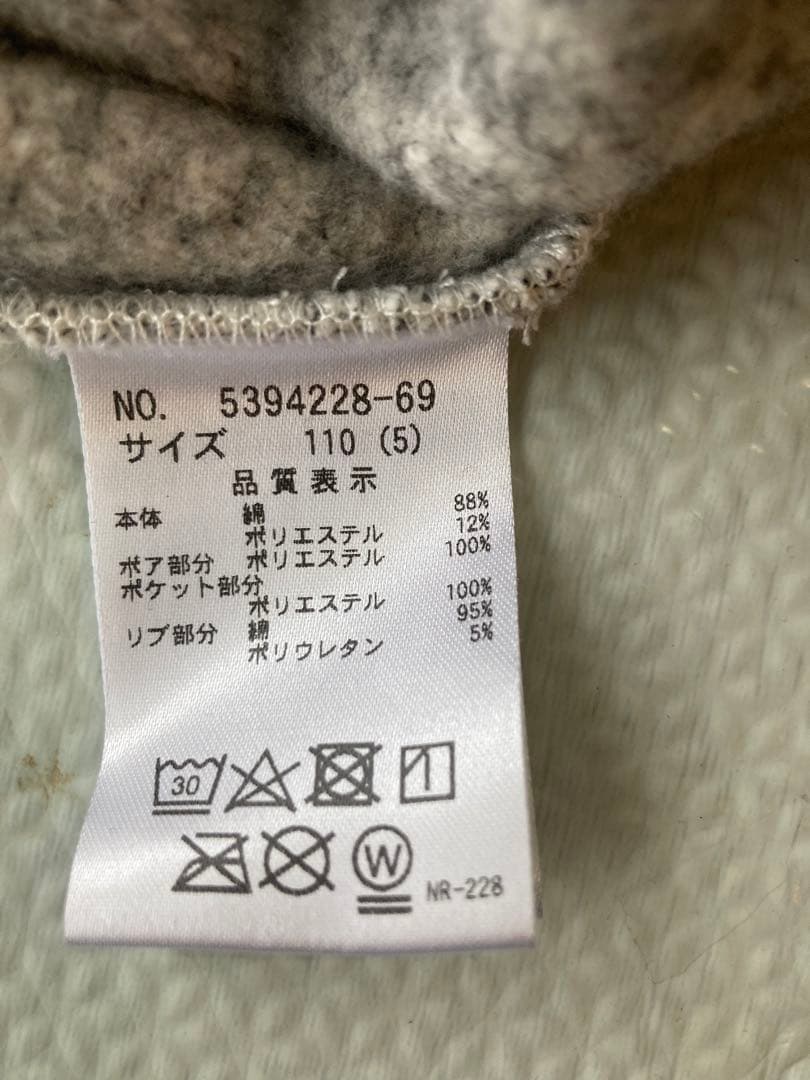 NO. 5394228-69
サイズ 110 (5)
品質表示
本体 綿 88%
ポリエステル 12%
ボア部分 ポリエステル 100%
ポケット部分
ポリエステル 100%
リブ部分 綿 95%
ポリウレタン 5%
30
W NR-228